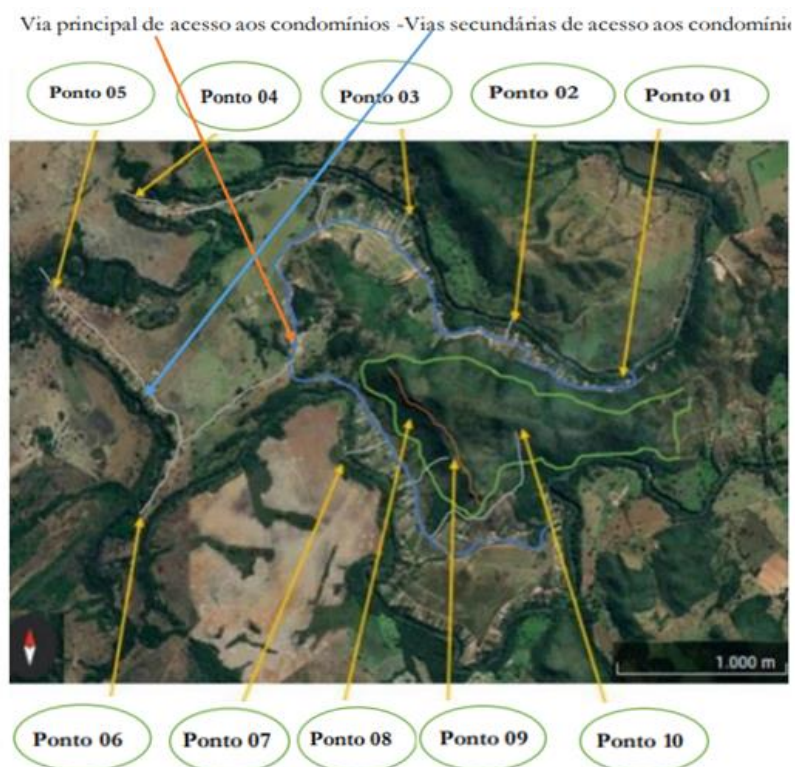 Via principal de acesso aos condomínios -Vias secundárias de acesso aos
Ponto 05 Ponto 04 Ponto 03 Ponto 02 Ponto 01
1.000 m
Ponto 06 Ponto 07 Ponto 08 Ponto 09 Ponto 10